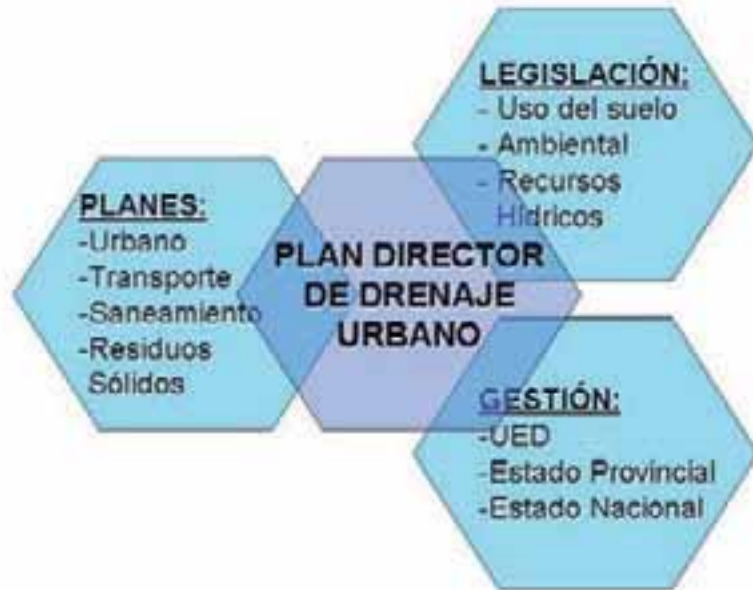 LEGISLACIÓN:
- Uso del suelo
- Ambiental
- Recursos
Hídricos
PLANES:
-Urbano
-Transporte
-Saneamiento
-Residuos
Sólidos
PLAN DIRECTOR
DE DRENAJE
URBANO
GESTIÓN:
-UED
-Estado Provincial
-Estado Nacional